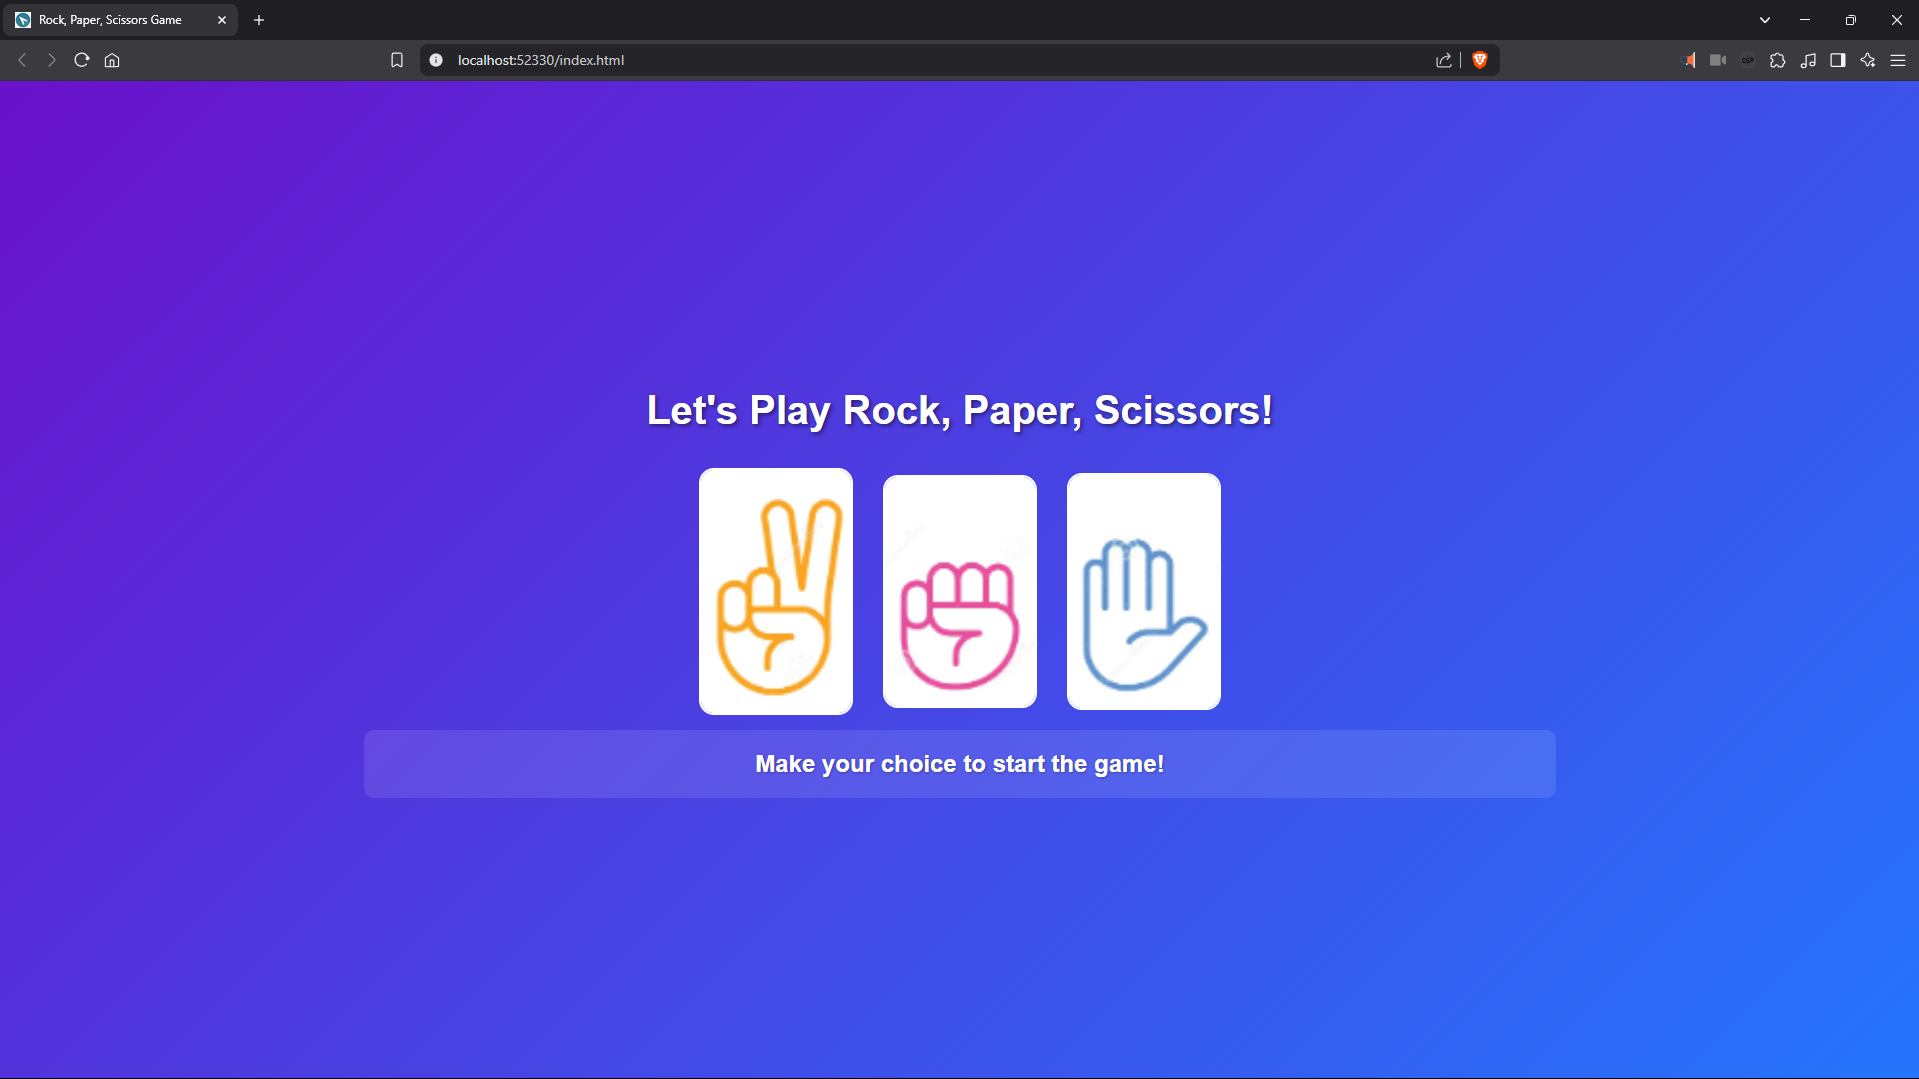 Rock, Paper, Scissors Game
localhost:52330/index.html
Let's Play Rock, Paper, Scissors!
Make your choice to start the game!